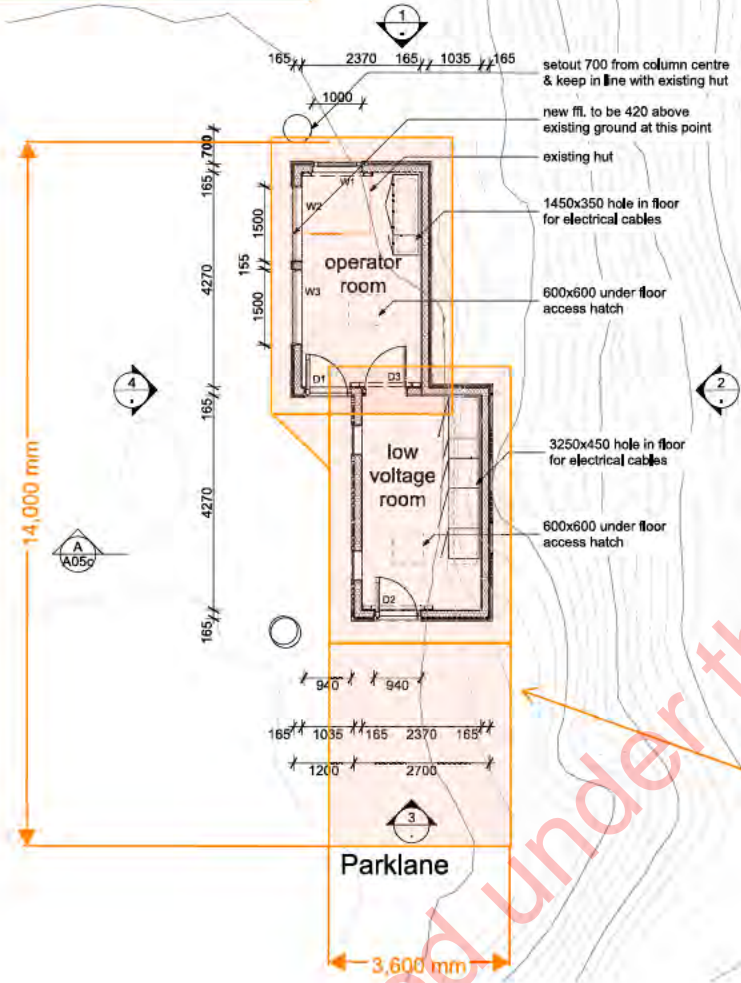 1
-
165 2370 165 1035 165
setout 700 from column centre
& keep in line with existing hut
1000
new ffl. to be 420 above
existing ground at this point
700
existing hut
165
W1
W2
1450x350 hole in floor
for electrical cables
1500
operator
room
155
4270
W3
600x600 under floor
access hatch
1500
D1
D3
4
-
2
-
165
low
voltage
room
3250x450 hole in floor
for electrical cables
14,000 mm
4270
600x600 under floor
access hatch
A
A05c
D2
165
940 940
165 1035 165 2370 165
1200 2700
3
-
Parklane
3,600 mm
d under th